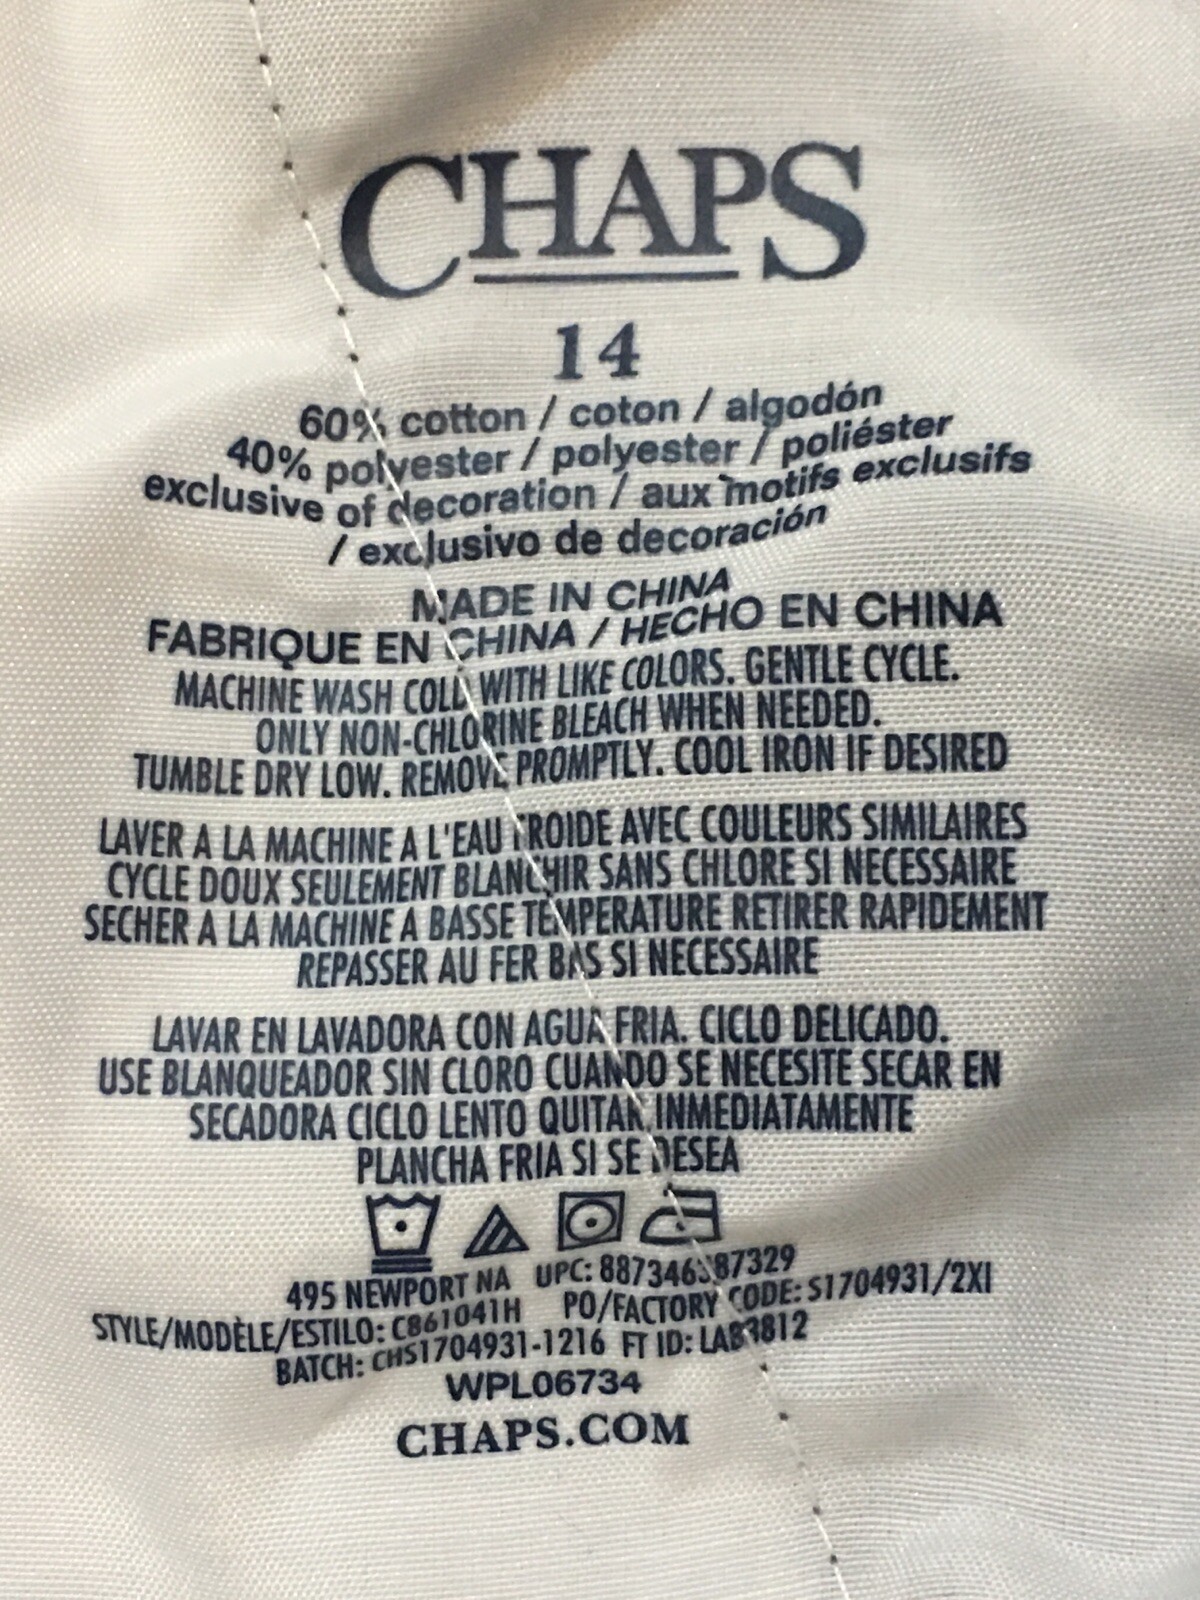 CHAPS
14
60% cotton / coton / algodón
40% polyester / polyester / poliéster
exclusive of decoration / aux motifs exclusifs
/ exclusivo de decoración
MADE IN CHINA
FABRIQUE EN CHINA / HECHO EN CHINA
MACHINE WASH COLD WITH LIKE COLORS. GENTLE CYCLE.
ONLY NON-CHLORINE BLEACH WHEN NEEDED.
TUMBLE DRY LOW. REMOVE PROMPTLY. COOL IRON IF DESIRED
LAVER A LA MACHINE A L'EAU FROIDE AVEC COULEURS SIMILAIRES
CYCLE DOUX SEULEMENT BLANCHIR SANS CHLORE SI NECESSAIRE
SECHER A LA MACHINE A BASSE TEMPERATURE RETIRER RAPIDEMENT
REPASSER AU FER BAS SI NECESSAIRE
LAVAR EN LAVADORA CON AGUA FRIA. CICLO DELICADO.
USE BLANQUEADOR SIN CLORO CUANDO SE NECESITE SECAR EN
SECADORA CICLO LENTO QUITAR INMEDIATAMENTE
PLANCHA FRIA SI SE DESEA
495 NEWPORT NA UPC:
STYLE/MODÈLE/ESTILO: C861041H PO/FACTORY CODE: S1704931/2XI
BATCH: CHS1704931-1216 FT ID:
WPL06734
CHAPS.COM